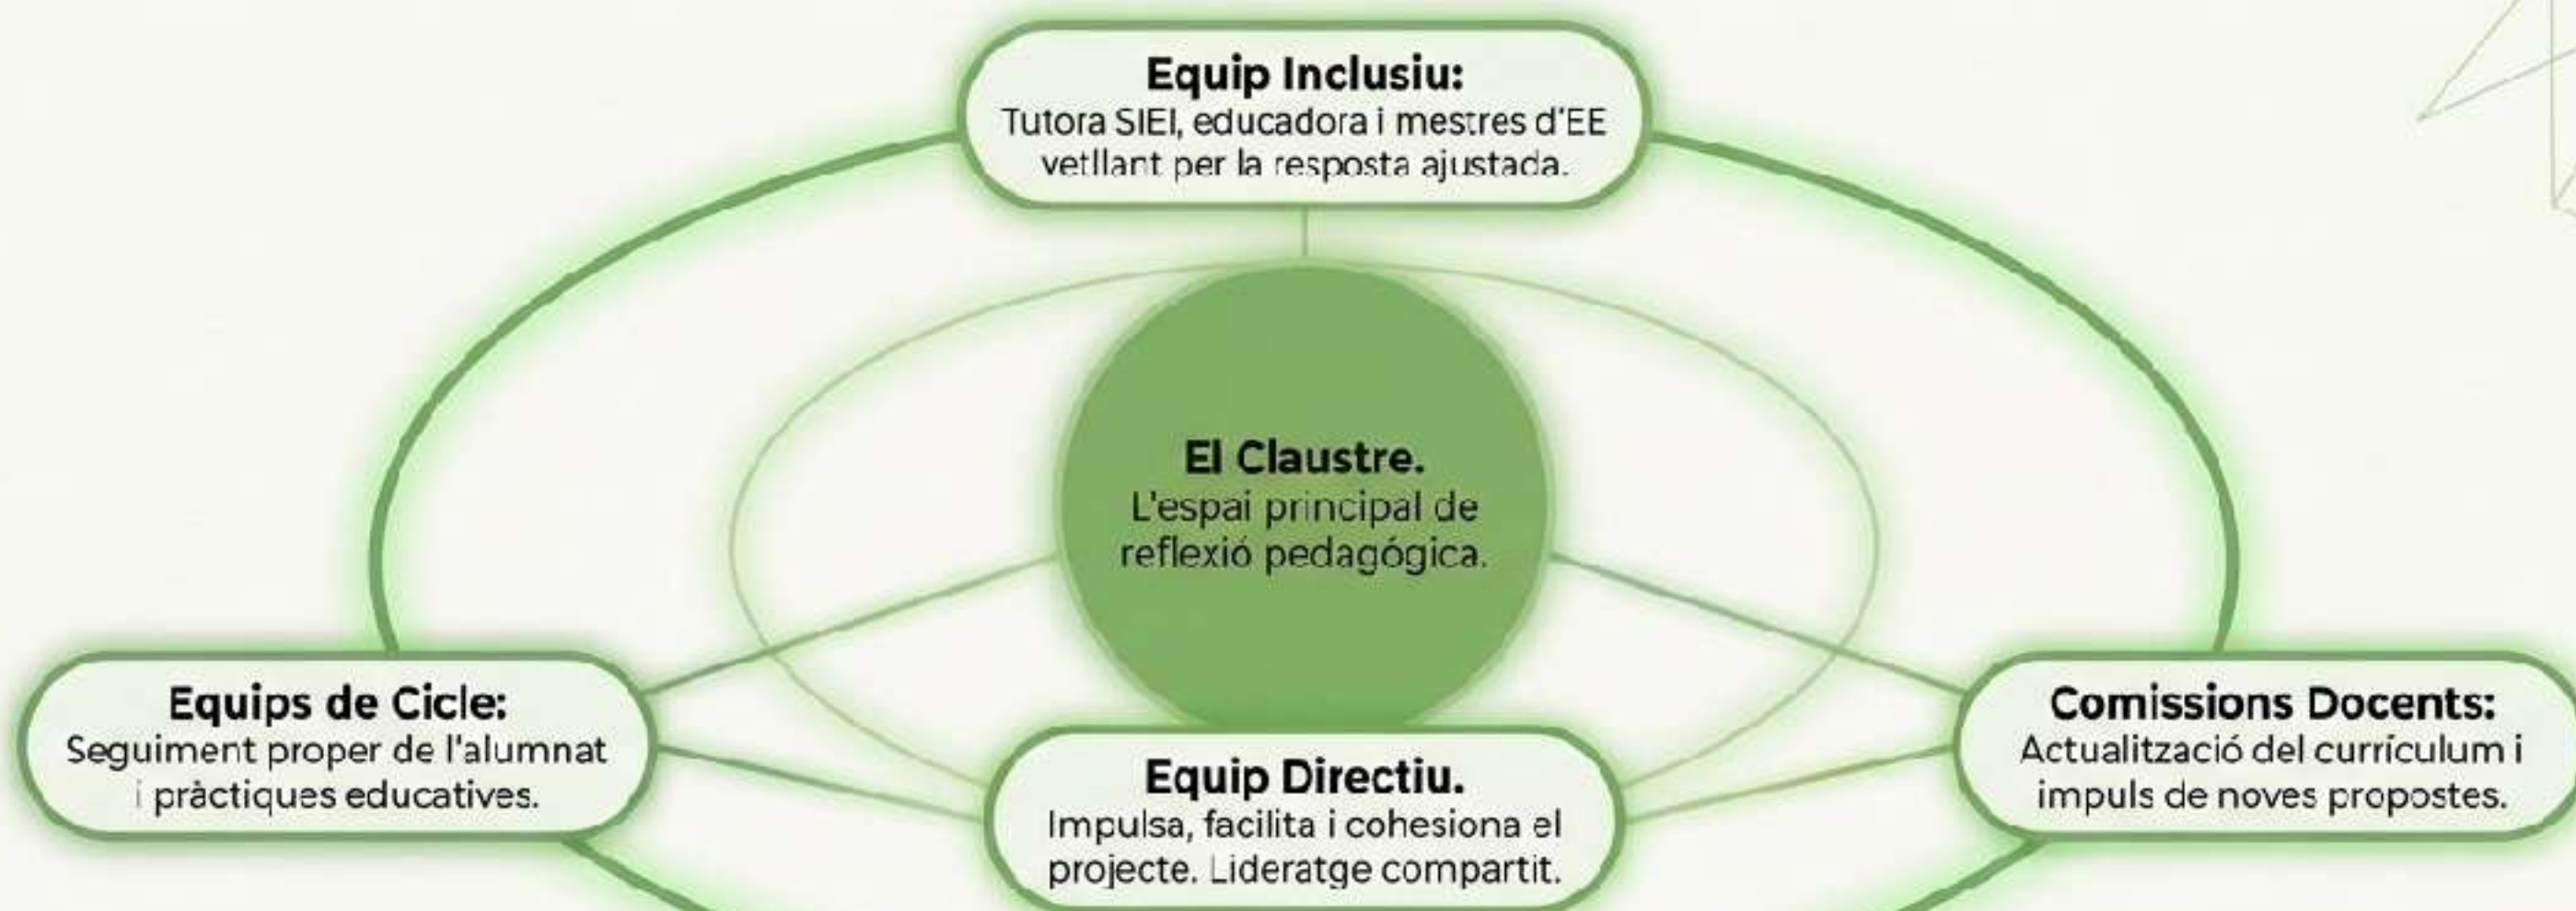 Equip Inclusiu:
Tutora SIEI, educadora i mestres d'EE
vetllant per la resposta ajustada.
El Claustre.
L'espai principal de
reflexió pedagógica.
Equips de Cicle:
Seguiment proper de l'alumnat
i pràctiques educatives.
Equip Directiu.
Impulsa, facilita i cohesiona el
projecte. Lideratge compartit.
Comissions Docents:
Actualització del currículum i
impuls de noves propostes.